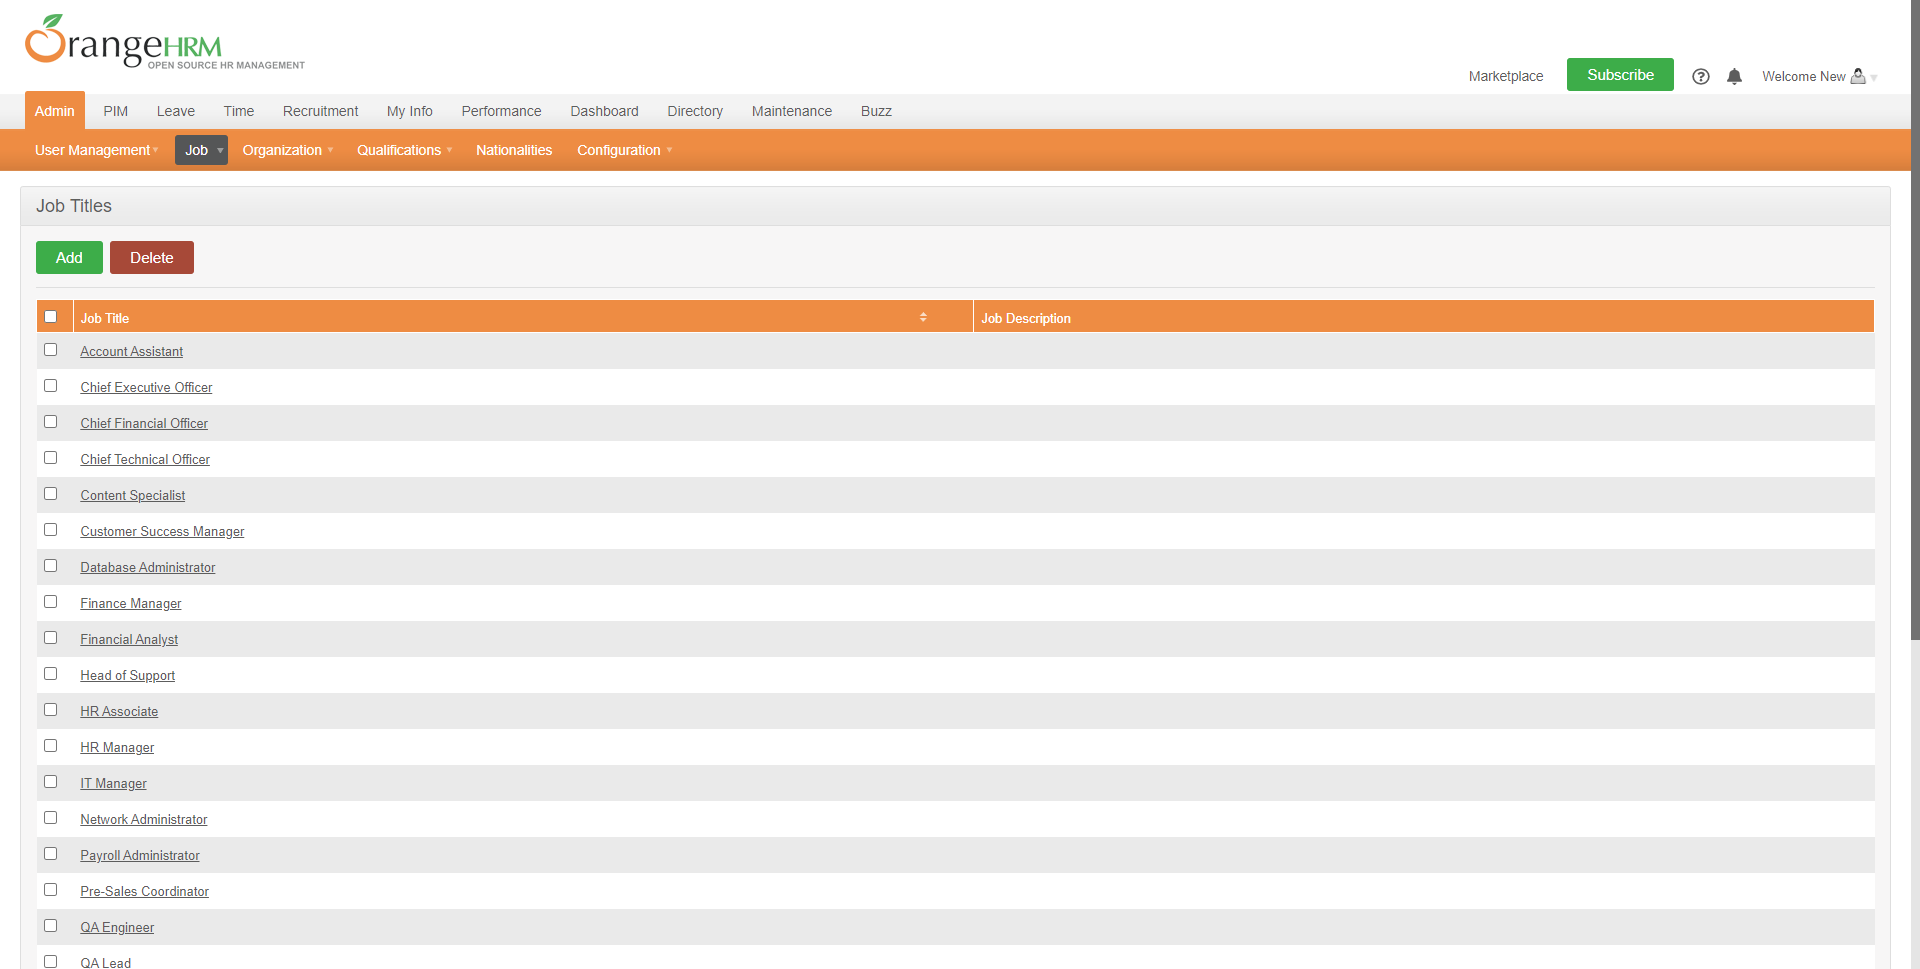 OrangeHRM
OPEN SOURCE HR MANAGEMENT
Marketplace Subscribe Welcome New
Admin PIM Leave Time Recruitment My Info Performance Dashboard Directory Maintenance Buzz
User Management Job Organization Qualifications Nationalities Configuration
Job Titles
Add Delete
Job Title Job Description
Account Assistant
Chief Executive Officer
Chief Financial Officer
Chief Technical Officer
Content Specialist
Customer Success Manager
Database Administrator
Finance Manager
Financial Analyst
Head of Support
HR Associate
HR Manager
IT Manager
Network Administrator
Payroll Administrator
Pre-Sales Coordinator
QA Engineer
QA Lead